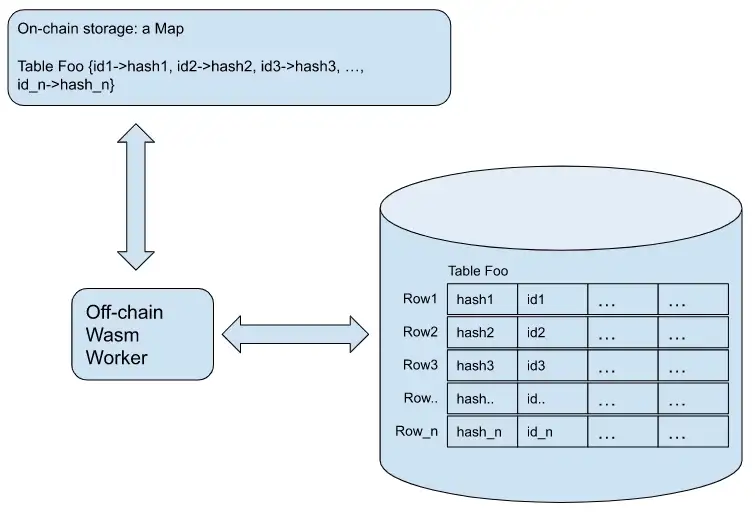 On-chain storage: a Map
Table Foo {id1->hash1, id2->hash2, id3->hash3, ...,
id_n->hash_n}
Off-chain
Wasm
Worker
Table Foo
Row1 hash1 id1 ... ...
Row2 hash2 id2 ... ...
Row3 hash3 id3 ... ...
Row.. hash.. id.. ... ...
Row_n hash_n id_n ... ...